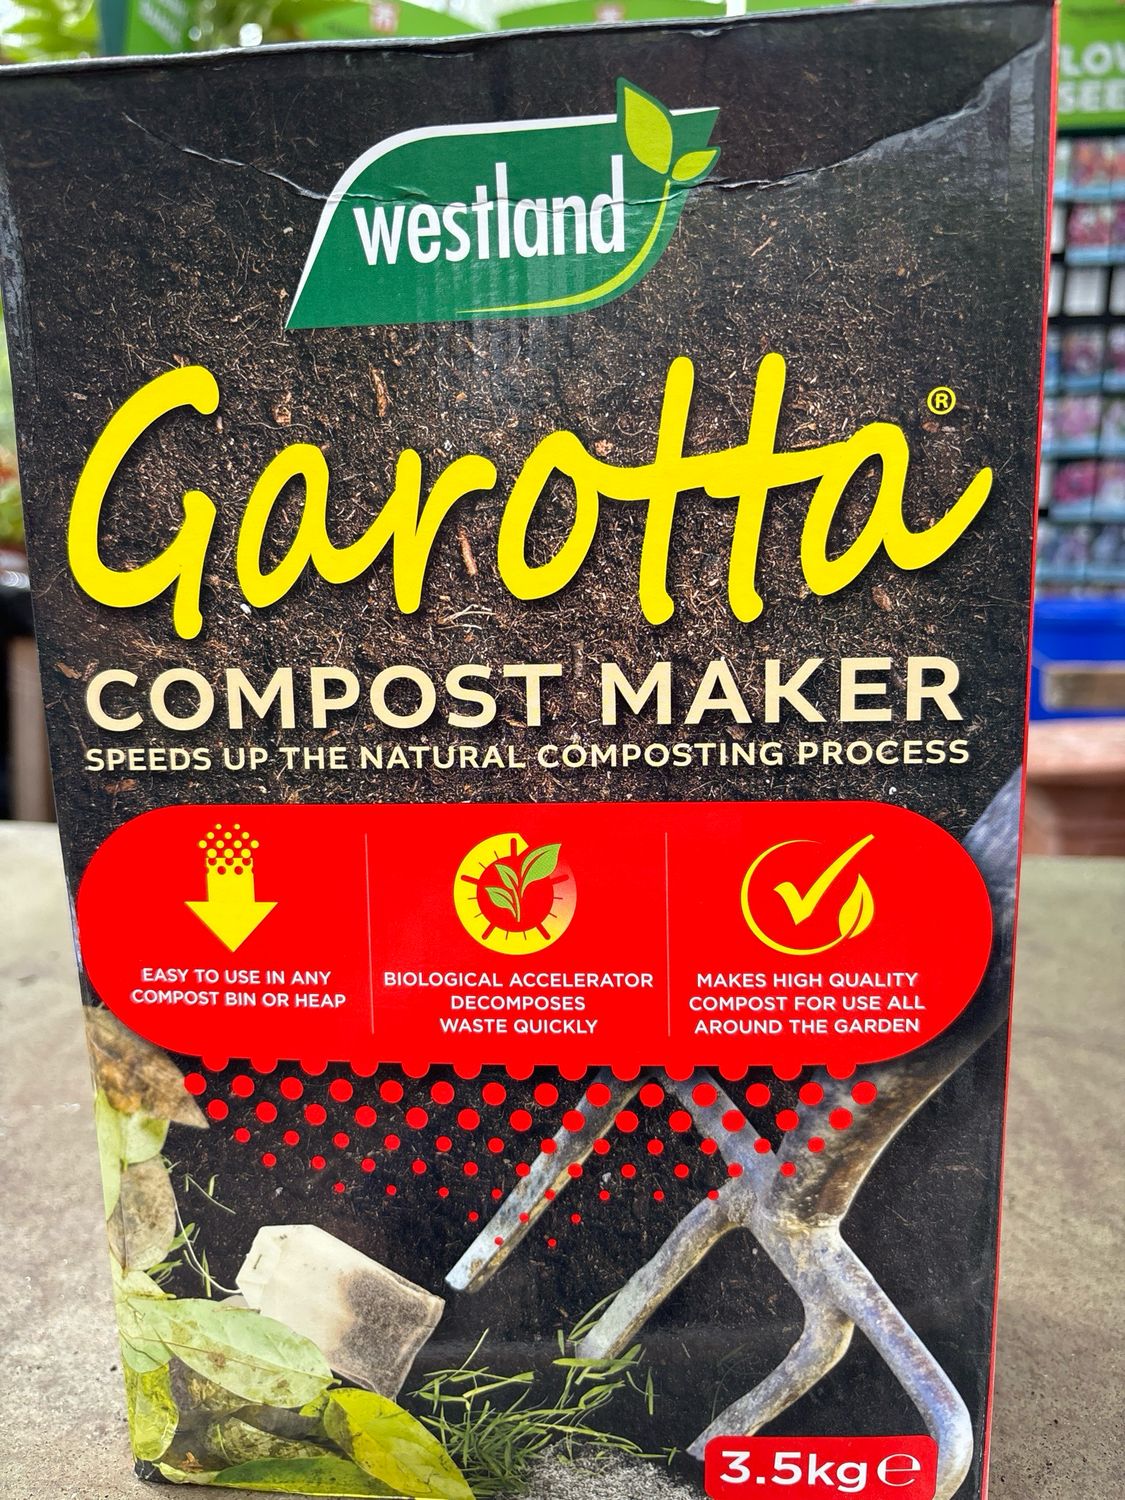 westland
Garotta®
COMPOST MAKER
SPEEDS UP THE NATURAL COMPOSTING PROCESS
EASY TO USE IN ANY
COMPOST BIN OR HEAP
BIOLOGICAL ACCELERATOR
DECOMPOSES
WASTE QUICKLY
MAKES HIGH QUALITY
COMPOST FOR USE ALL
AROUND THE GARDEN
3.5kg℮